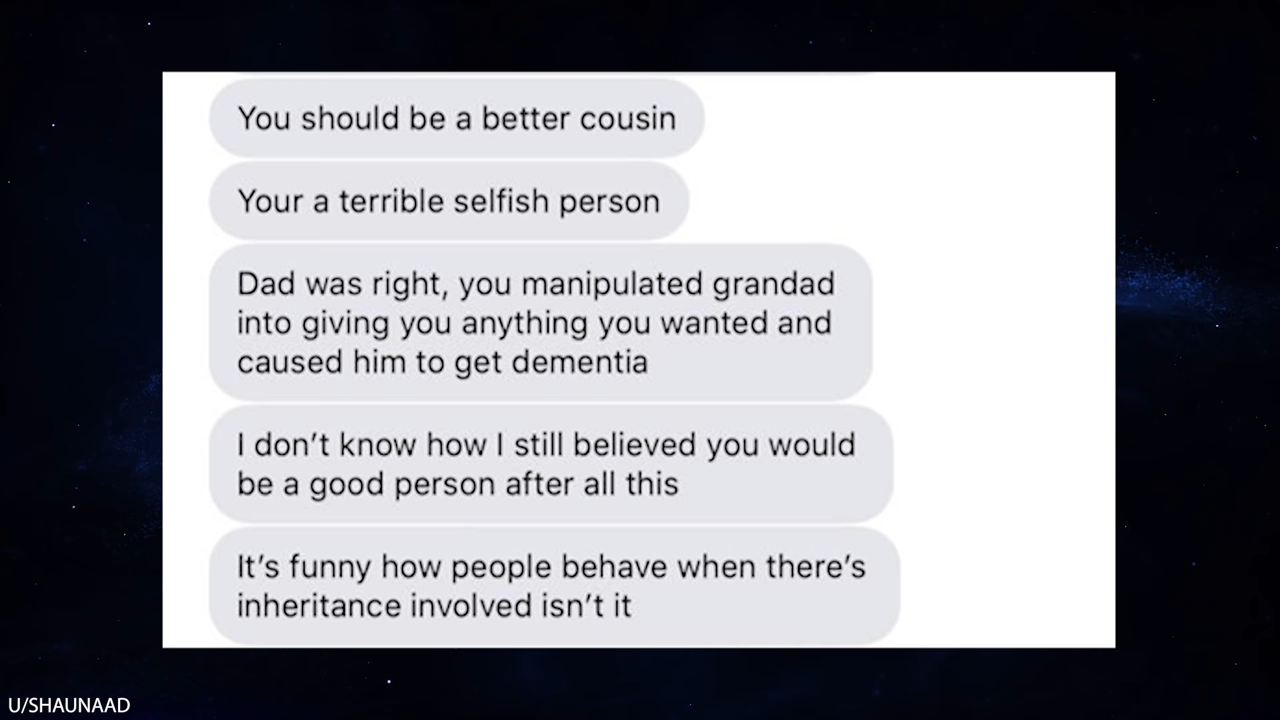 You should be a better cousin
Your a terrible selfish person
Dad was right, you manipulated grandad
into giving you anything you wanted and
caused him to get dementia
I don’t know how I still believed you would
be a good person after all this
It’s funny how people behave when there’s
inheritance involved isn’t it
U/SHAUNAAD